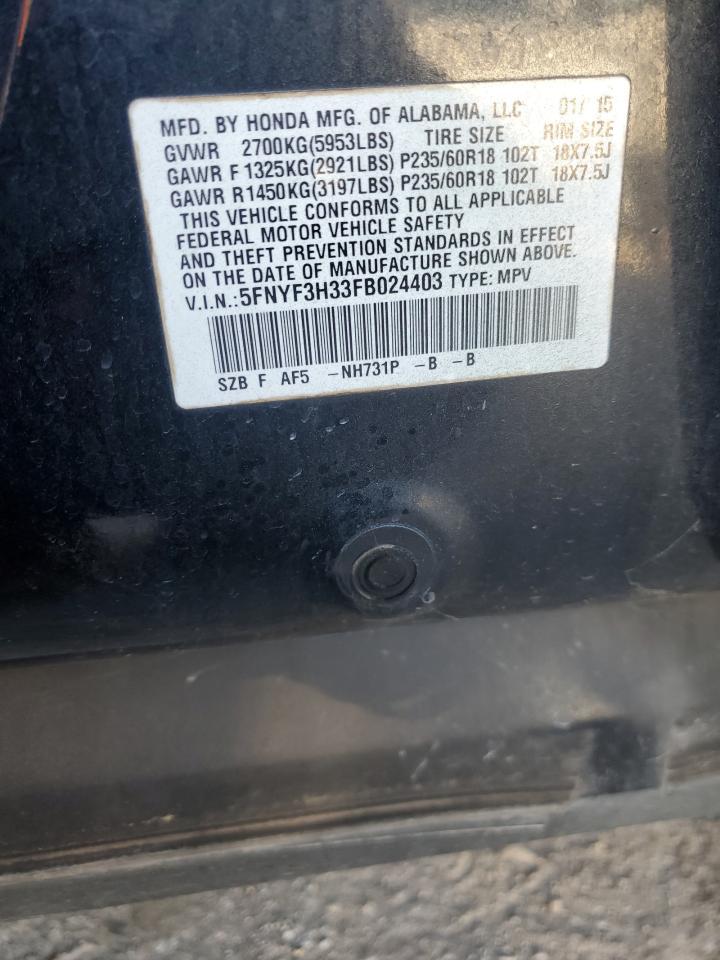 MFD. BY HONDA MFG. OF ALABAMA, LLC 01/ 15
GVWR 2700KG(5953LBS) TIRE SIZE RIM SIZE
GAWR F 1325KG(2921LBS) P235/60R18 102T 18X7.5J
GAWR R1450KG(3197LBS) P235/60R18 102T 18X7.5J
THIS VEHICLE CONFORMS TO ALL APPLICABLE
FEDERAL MOTOR VEHICLE SAFETY
AND THEFT PREVENTION STANDARDS IN EFFECT
ON THE DATE OF MANUFACTURE SHOWN ABOVE.
V.I.N.:5FNYF3H33FB024403 TYPE: MPV
SZB F AF5 -NH731P -B -B